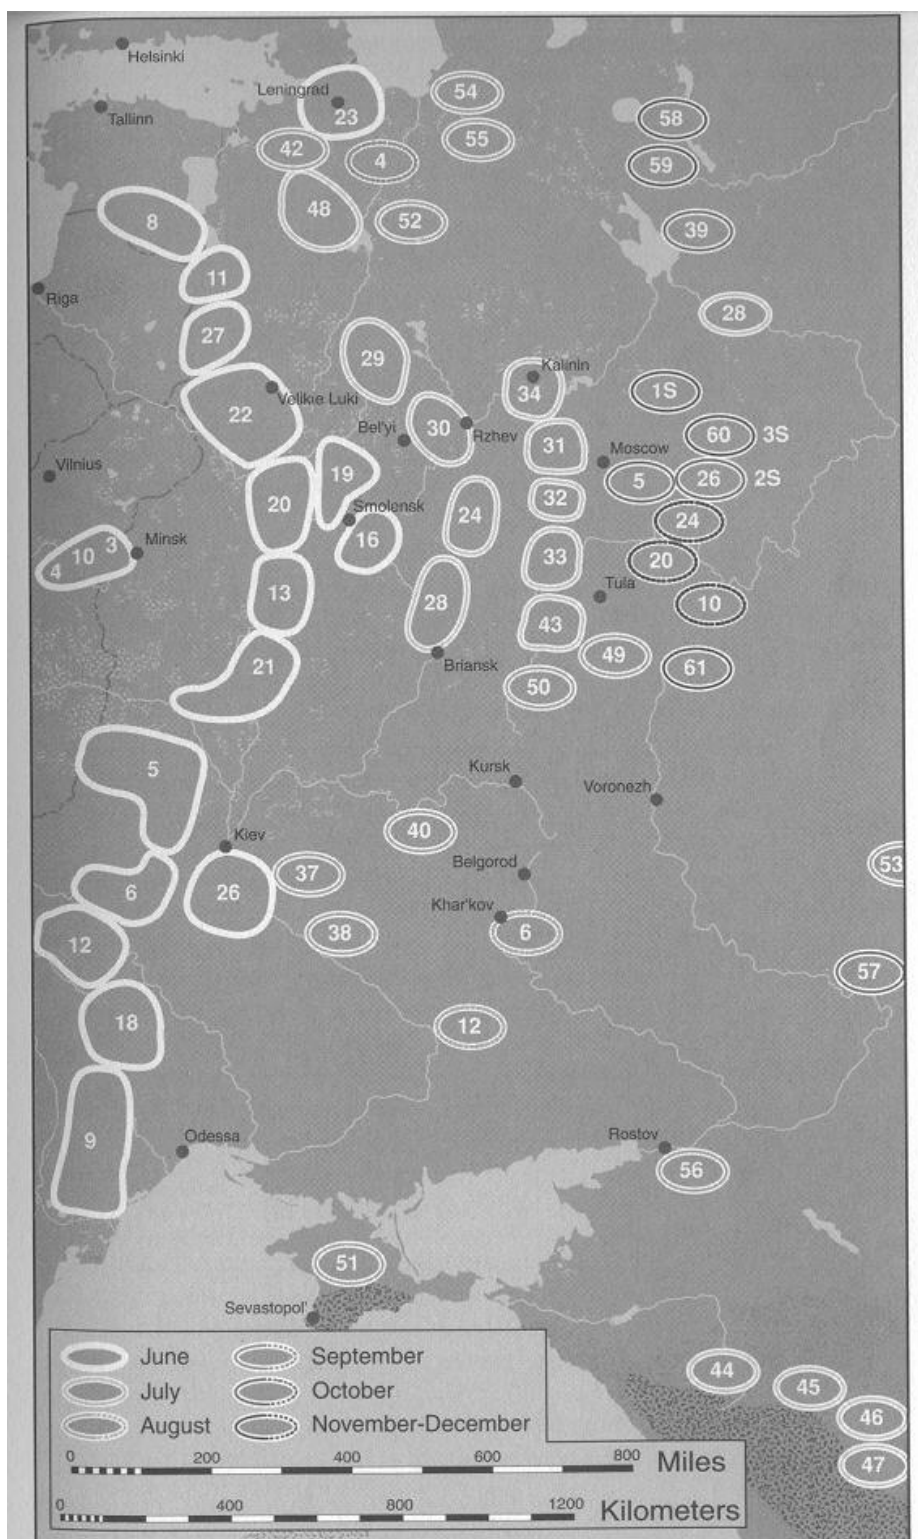 Helsinki
Leningrad
54
Tallinn
23
58
42
4
55
59
48
52
8
39
11
Riga
28
27
29
Kalinin
34
1S
22
Velikie Luki
30
Rzhev
Bel'yi
31
60 3S
Moscow
Vilnius
19
5
26 2S
20
32
Smolensk
24
24
16
Minsk
3
10
4
33
20
13
28
Tula
10
43
21
Briansk
49
61
50
5
Kursk
Voronezh
Kiev
40
37
Belgorod
53
26
6
Khar'kov
38
6
12
57
18
12
9
Odessa
Rostov
56
51
Sevastopol'
44
45
46
47
June
September
July
October
August
November-December
0 200 400 600 800 Miles
0 400 800 1200 Kilometers